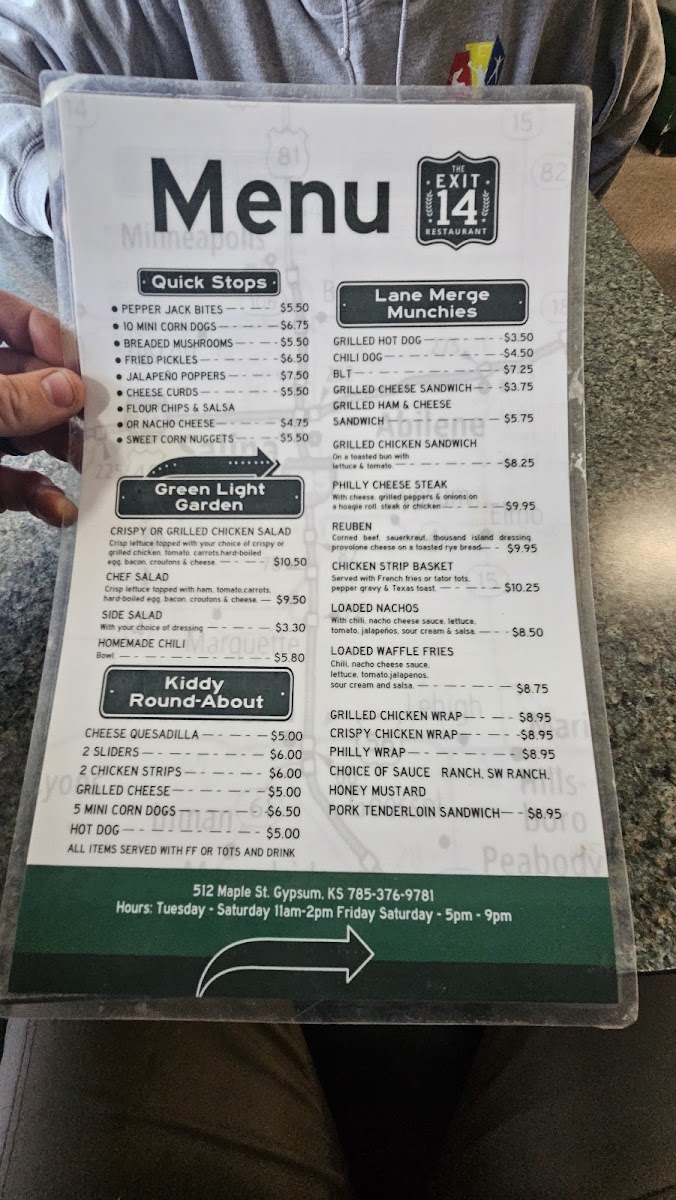 Menu
THE
EXIT
14
RESTAURANT
Quick Stops
• PEPPER JACK BITES $5.50
• 10 MINI CORN DOGS $6.75
• BREADED MUSHROOMS $5.50
• FRIED PICKLES $6.50
• JALAPEÑO POPPERS $7.50
• CHEESE CURDS $5.50
• FLOUR CHIPS & SALSA
• OR NACHO CHEESE $4.75
• SWEET CORN NUGGETS $5.50
Green Light
Garden
CRISPY OR GRILLED CHICKEN SALAD
Crisp lettuce topped with your choice of crispy or
grilled chicken, tomato, carrots,hard-boiled
egg, bacon, croutons & cheese. $10.50
CHEF SALAD
Crisp lettuce topped with ham, tomato,carrots,
hard-boiled egg, bacon, croutons & cheese. $9.50
SIDE SALAD
With your choice of dressing $3.30
HOMEMADE CHILI
Bowl $5.80
Kiddy
Round-About
CHEESE QUESADILLA $5.00
2 SLIDERS $6.00
2 CHICKEN STRIPS $6.00
GRILLED CHEESE $5.00
5 MINI CORN DOGS $6.50
HOT DOG $5.00
ALL ITEMS SERVED WITH FF OR TOTS AND DRINK
Lane Merge
Munchies
GRILLED HOT DOG $3.50
CHILI DOG $4.50
BLT $7.25
GRILLED CHEESE SANDWICH $3.75
GRILLED HAM & CHEESE
SANDWICH $5.75
GRILLED CHICKEN SANDWICH
On a toasted bun with
lettuce & tomato. $8.25
PHILLY CHEESE STEAK
With cheese, grilled peppers & onions on
a hoagie roll, steak or chicken $9.95
REUBEN
Corned beef, sauerkraut, thousand island dressing,
provolone cheese on a toasted rye bread $9.95
CHICKEN STRIP BASKET
Served with French fries or tator tots,
pepper gravy & Texas toast. $10.25
LOADED NACHOS
With chili, nacho cheese sauce, lettuce,
tomato, jalapeños, sour cream & salsa. $8.50
LOADED WAFFLE FRIES
Chili, nacho cheese sauce,
lettuce, tomato,jalapenos,
sour cream and salsa. $8.75
GRILLED CHICKEN WRAP $8.95
CRISPY CHICKEN WRAP $8.95
PHILLY WRAP $8.95
CHOICE OF SAUCE RANCH, SW RANCH,
HONEY MUSTARD
PORK TENDERLOIN SANDWICH $8.95
512 Maple St. Gypsum, KS 785-376-9781
Hours: Tuesday - Saturday 11am-2pm Friday Saturday - 5pm - 9pm